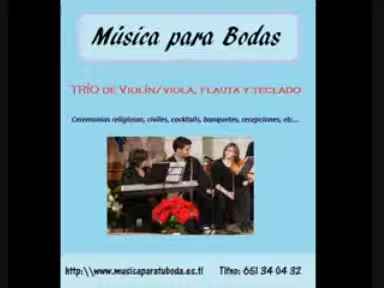 Música para Bodas
TRÍO DE VIOLÍN/VIOLA, FLAUTA Y TECLADO
Ceremonias religiosas, civiles, cocktails, banquetes, recepciones, etc...
http:\\www.musicaparatuboda.es.tl
Tlfno: 651 34 04 32